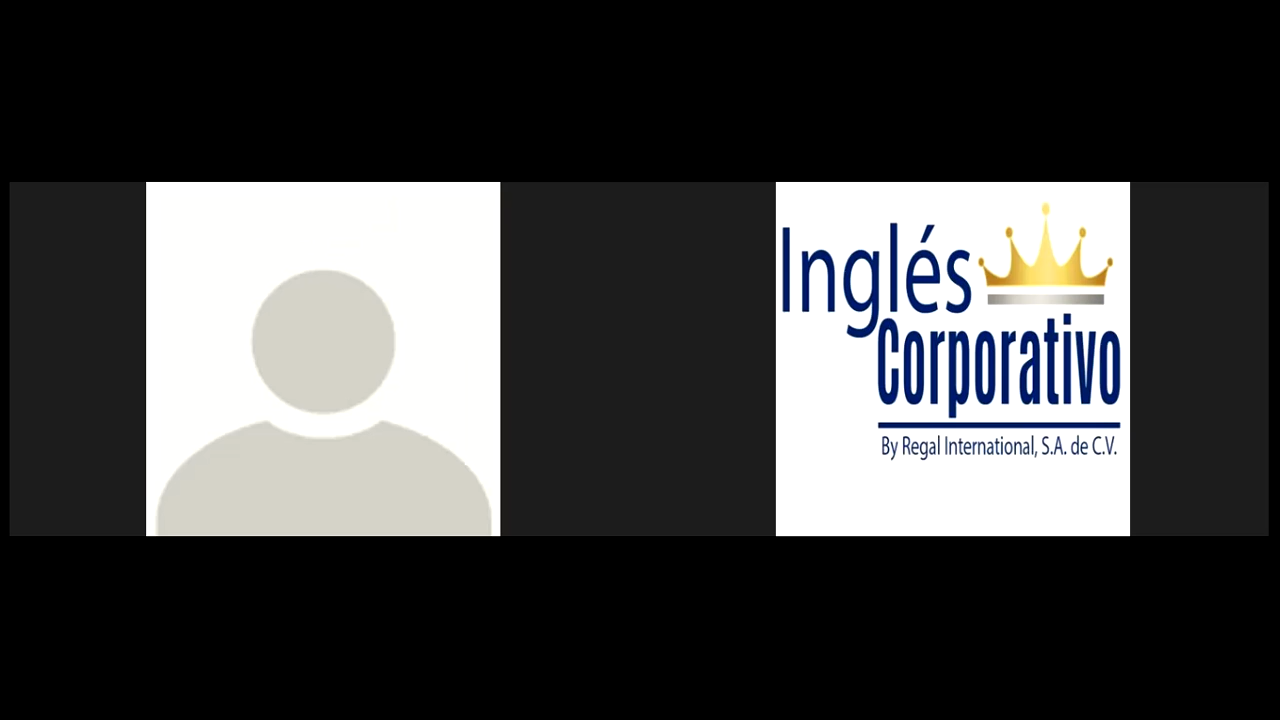 Inglés
Corporativo
By Regal International, S.A. de C.V.